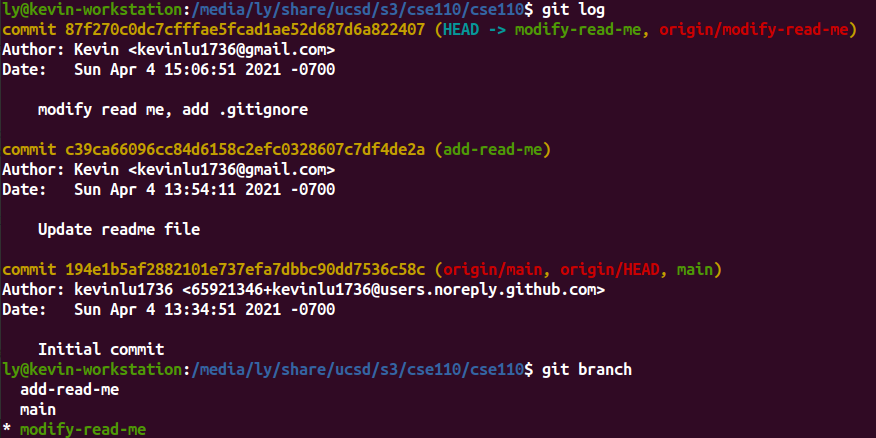 ly@kevin-workstation:/media/ly/share/ucsd/s3/cse110/cse110$ git log
commit 87f270c0dc7cfffae5fcad1ae52d687d6a822407 (HEAD -> modify-read-me, origin/modify-read-me)
Author: Kevin <kevinlu1736@gmail.com>
Date:   Sun Apr 4 15:06:51 2021 -0700
    modify read me, add .gitignore
commit c39ca66096cc84d6158c2efc0328607c7df4de2a (add-read-me)
Author: Kevin <kevinlu1736@gmail.com>
Date:   Sun Apr 4 13:54:11 2021 -0700
    Update readme file
commit 194e1b5af2882101e737efa7dbbc90dd7536c58c (origin/main, origin/HEAD, main)
Author: kevinlu1736 <65921346+kevinlu1736@users.noreply.github.com>
Date:   Sun Apr 4 13:34:51 2021 -0700
    Initial commit
ly@kevin-workstation:/media/ly/share/ucsd/s3/cse110/cse110$ git branch
  add-read-me
  main
* modify-read-me